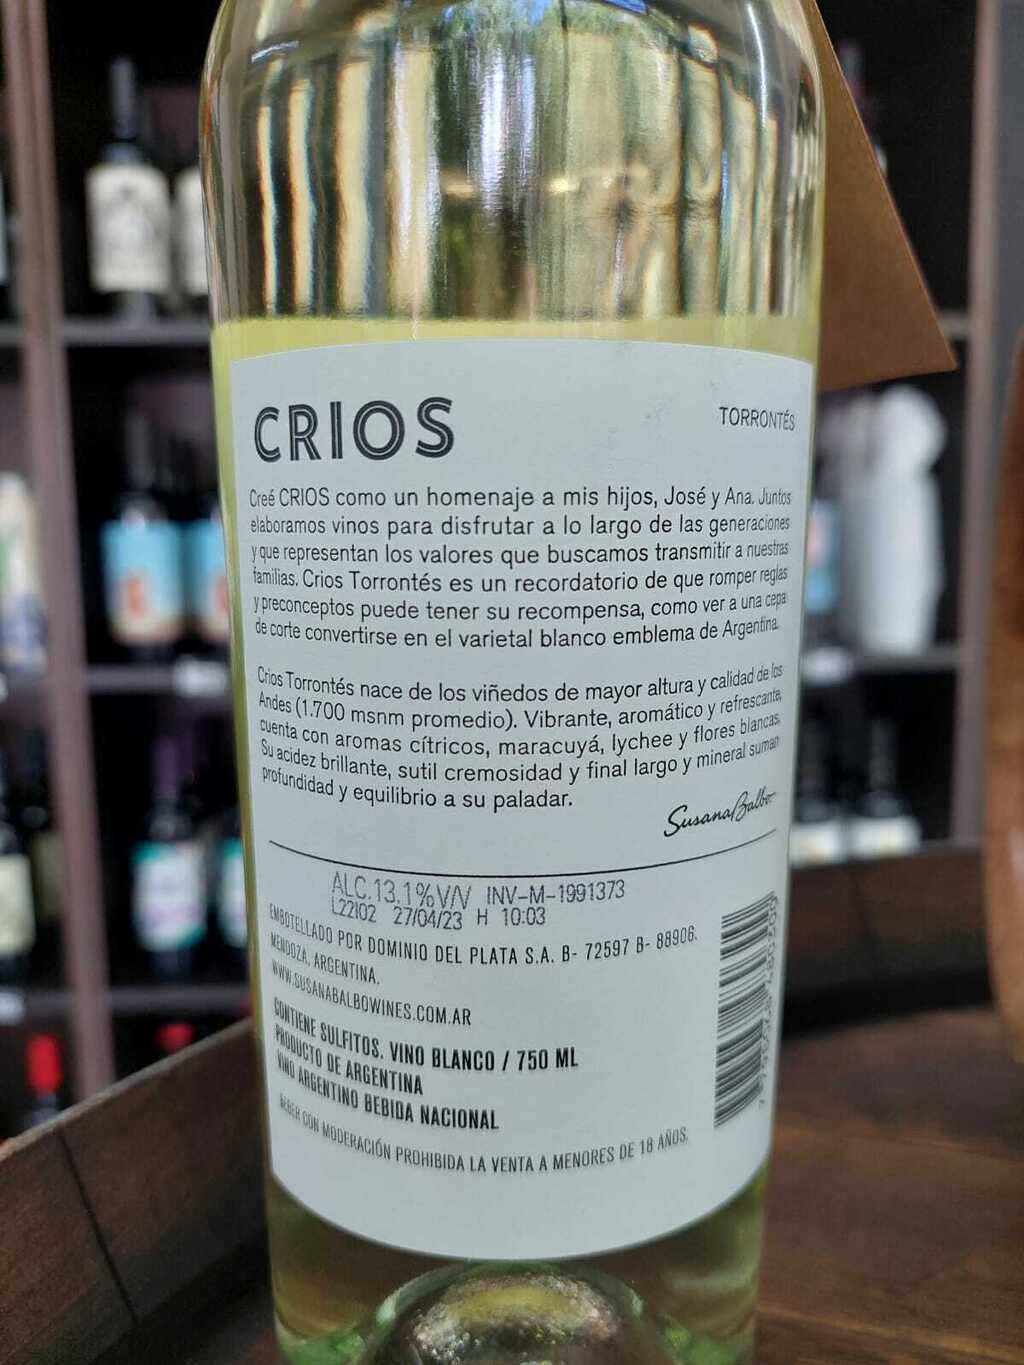 CRIOS
TORRONTÉS
Creé CRIOS como un homenaje a mis hijos, José y Ana. Juntos
elaboramos vinos para disfrutar a lo largo de las generaciones
y que representan los valores que buscamos transmitir a nuestras
familias. Crios Torrontés es un recordatorio de que romper reglas
y preconceptos puede tener su recompensa, como ver a una cepa
de corte convertirse en el varietal blanco emblema de Argentina.
Crios Torrontés nace de los viñedos de mayor altura y calidad de los
Andes (1.700 msnm promedio). Vibrante, aromático y refrescante,
cuenta con aromas cítricos, maracuyá, lychee y flores blancas.
Su acidez brillante, sutil cremosidad y final largo y mineral suman
profundidad y equilibrio a su paladar.
Susana Balbo
ALC.13.1%V/V INV-M-1991373
L22102 27/04/23 H 10:03
EMBOTELLADO POR DOMINIO DEL PLATA S.A. B- 72597 B- 88906.
MENDOZA, ARGENTINA.
WWW.SUSANABALBOWINES.COM.AR
CONTIENE SULFITOS. VINO BLANCO / 750 ML
PRODUCTO DE ARGENTINA
VINO ARGENTINO BEBIDA NACIONAL
BEBER CON MODERACIÓN PROHIBIDA LA VENTA A MENORES DE 18 AÑOS.